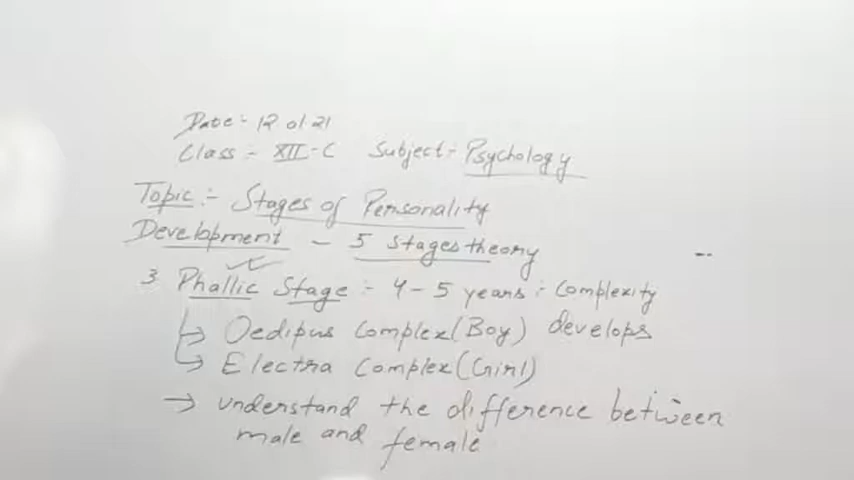 Date:- 12 01.21
Class :- XII-C Subject:- Psychology
Topic:- Stages of Personality
Development - 5 stages theory
3 Phallic Stage :- 4-5 years : Complexity
→ Oedipus Complex (Boy) develops
→ Electra Complex (Girl)
→ understand the difference between
male and female